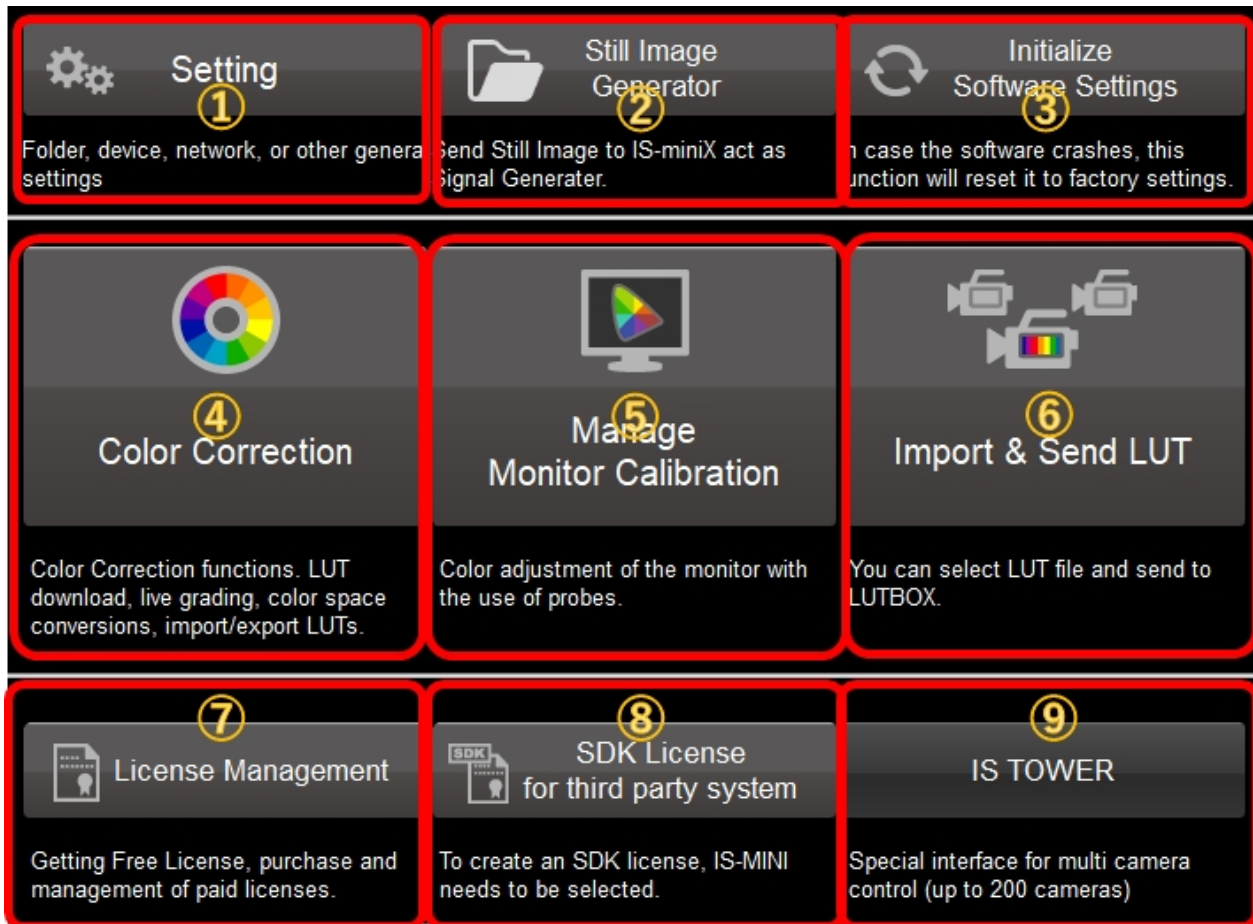 Setting
①
Folder, device, network, or other genera
settings
Still Image
Generator
②
Send Still Image to IS-miniX act as
Signal Generater.
Initialize
Software Settings
③
n case the software crashes, this
unction will reset it to factory settings.
④
Color Correction
Color Correction functions. LUT
download, live grading, color space
conversions, import/export LUTs.
⑤
Manage
Monitor Calibration
Color adjustment of the monitor with
the use of probes.
⑥
Import & Send LUT
You can select LUT file and send to
LUTBOX.
⑦
License Management
Getting Free License, purchase and
management of paid licenses.
⑧
SDK
SDK License
for third party system
To create an SDK license, IS-MINI
needs to be selected.
⑨
IS TOWER
Special interface for multi camera
control (up to 200 cameras)